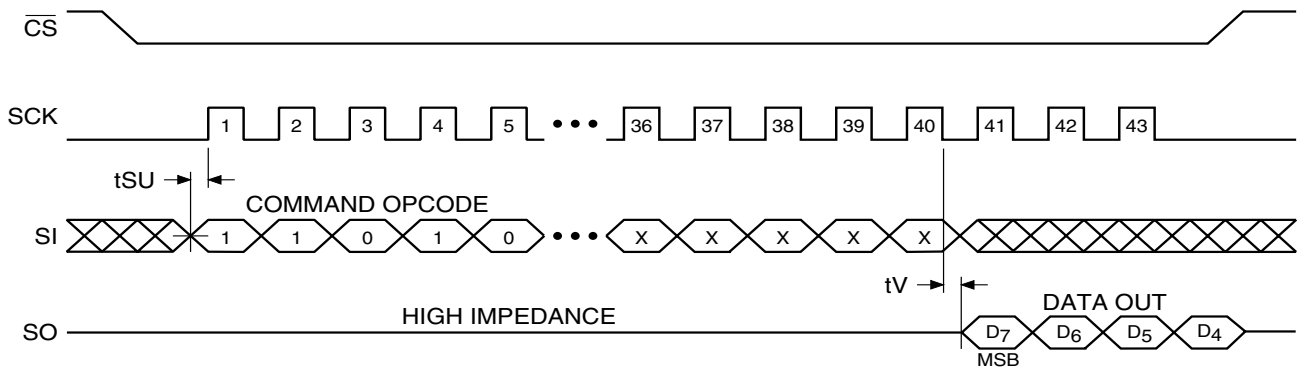 CS
SCK 1 2 3 4 5 ••• 36 37 38 39 40 41 42 43
tSU
COMMAND OPCODE
SI 1 1 0 1 0 ••• X X X X X
tV
HIGH IMPEDANCE DATA OUT
SO D7 D6 D5 D4
MSB